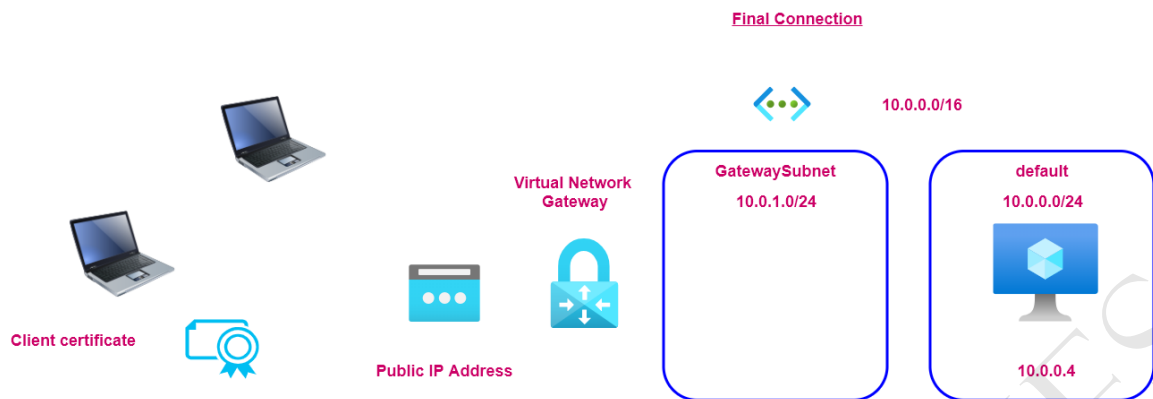 Final Connection
10.0.0.0/16
GatewaySubnet
10.0.1.0/24
default
10.0.0.0/24
Virtual Network
Gateway
Client certificate
Public IP Address
10.0.0.4